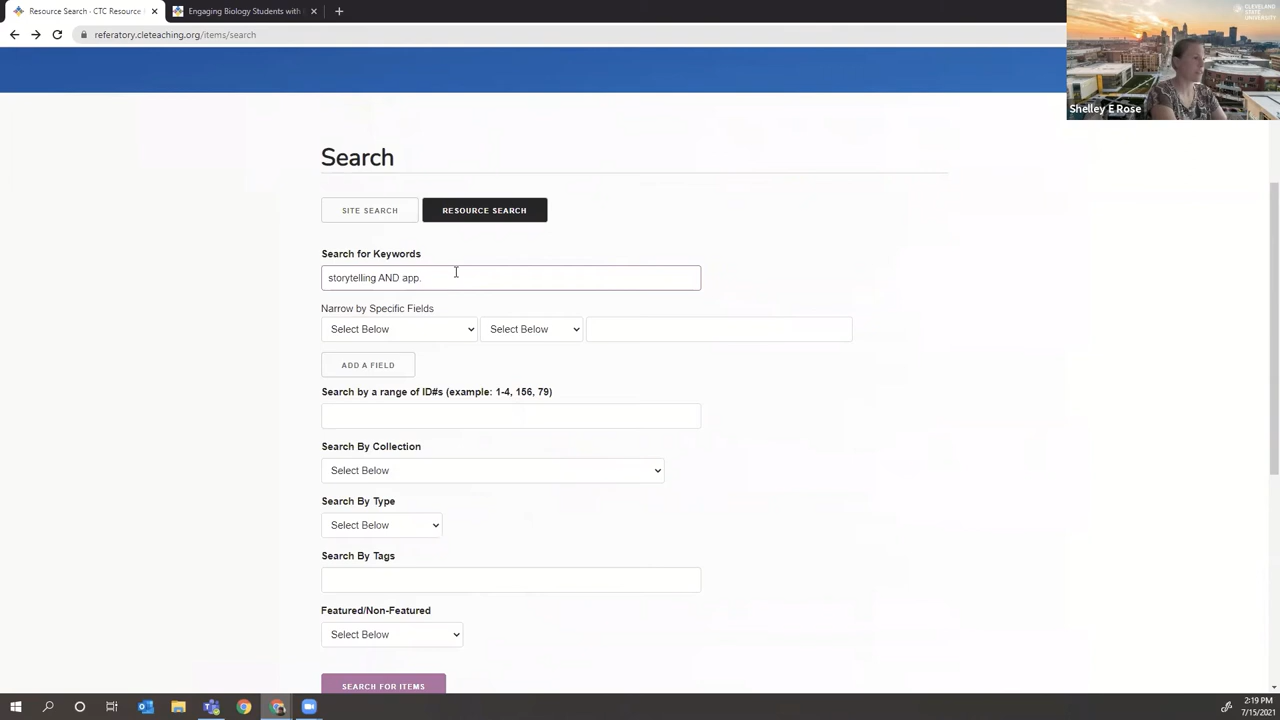 Resource Search - CTC Resource
Engaging Biology Students with
referatory.cleteaching.org/items/search
CLEVELAND
STATE
UNIVERSITY
Shelley E Rose
Search
SITE SEARCH
RESOURCE SEARCH
Search for Keywords
storytelling AND app.
Narrow by Specific Fields
Select Below
Select Below
ADD A FIELD
Search by a range of ID#s (example: 1-4, 156, 79)
Search By Collection
Select Below
Search By Type
Select Below
Search By Tags
Featured/Non-Featured
Select Below
SEARCH FOR ITEMS
2:19 PM
7/15/2021